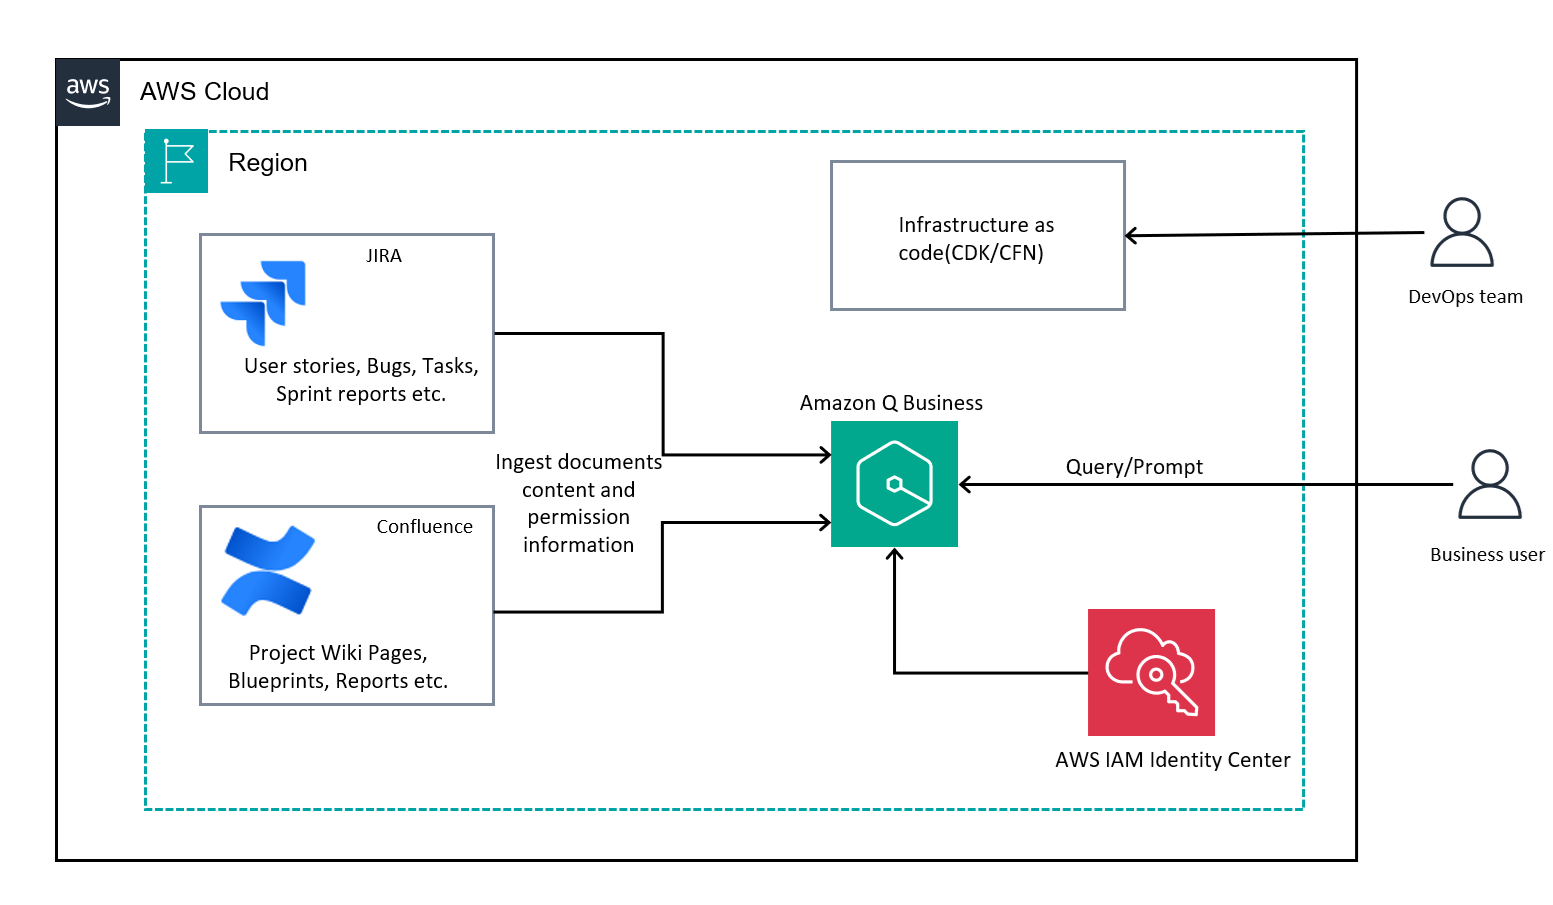 aws
AWS Cloud
Region
JIRA
User stories, Bugs, Tasks,
Sprint reports etc.
Infrastructure as
code(CDK/CFN)
DevOps team
Amazon Q Business
Ingest documents
content and
permission
information
Query/Prompt
Confluence
Project Wiki Pages,
Blueprints, Reports etc.
Business user
AWS IAM Identity Center